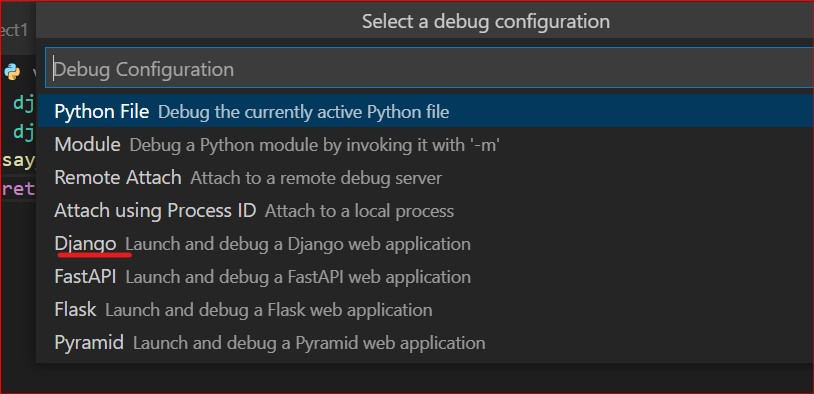 Select a debug configuration
ect1
Debug Configuration
dj
dj
say
ret
Python File Debug the currently active Python file
Module Debug a Python module by invoking it with '-m'
Remote Attach Attach to a remote debug server
Attach using Process ID Attach to a local process
Django Launch and debug a Django web application
FastAPI Launch and debug a FastAPI web application
Flask Launch and debug a Flask web application
Pyramid Launch and debug a Pyramid web application